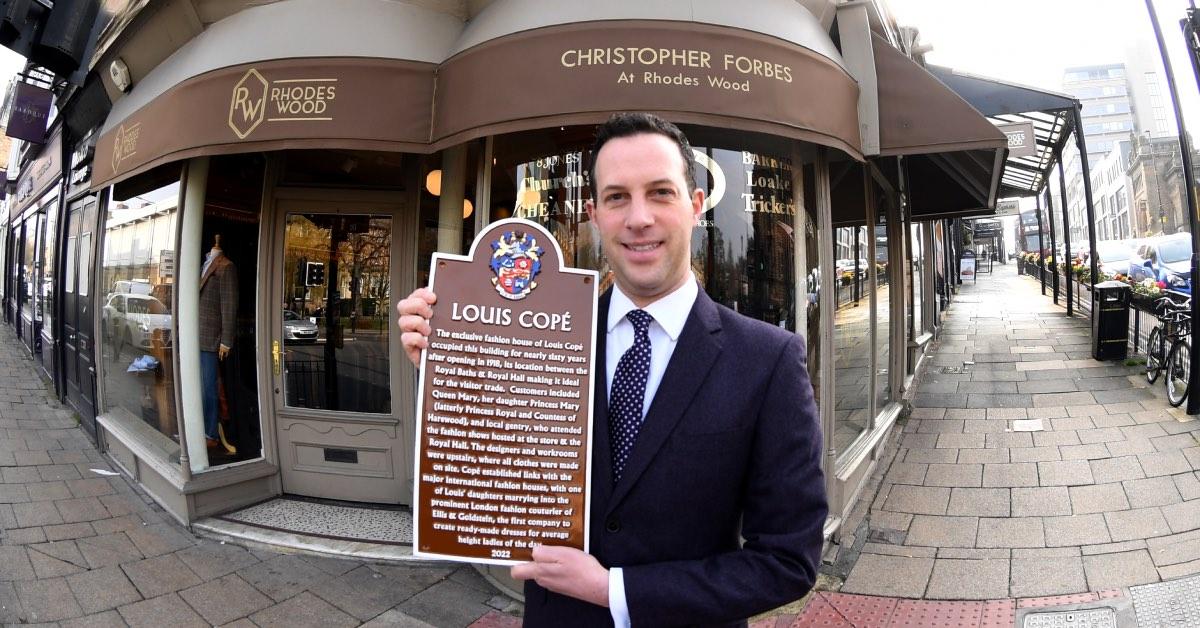 RW RHODES
WOOD
CHRISTOPHER FORBES
At Rhodes Wood
& JONES
Church's
CHEANEY
BARKER
Loake
Trickers
LOUIS COPÉ
The exclusive fashion house of Louis Copé
occupied this building for nearly sixty years
after opening in 1918, its location between the
Royal Baths & Royal Hall making it ideal
for the visitor trade. Customers included
Queen Mary, her daughter Princess Mary
(latterly Princess Royal and Countess of
Harewood), and local gentry, who attended
the fashion shows hosted at the store & the
Royal Hall. The designers and workrooms
were upstairs, where all clothes were made
on site. Copé established links with the
major International fashion houses, with one
of Louis' daughters marrying into the
prominent London fashion couturier of
Ellis & Goldstein, the first company to
create ready-made dresses for average
height ladies of the day.
2022